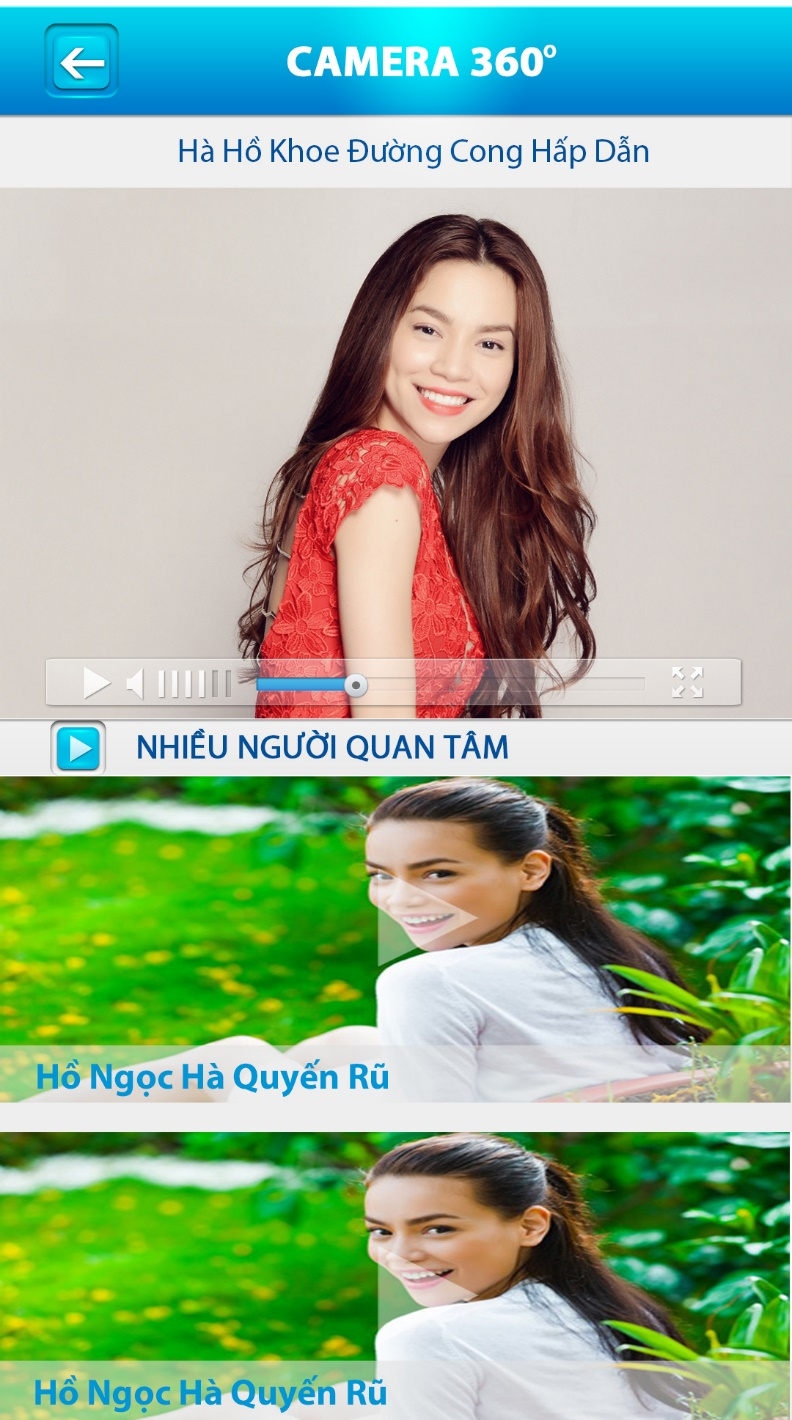 CAMERA 360º
Hà Hồ Khoe Đường Cong Hấp Dẫn
NHIỀU NGƯỜI QUAN TÂM
Hồ Ngọc Hà Quyến Rũ
Hồ Ngọc Hà Quyến Rũ